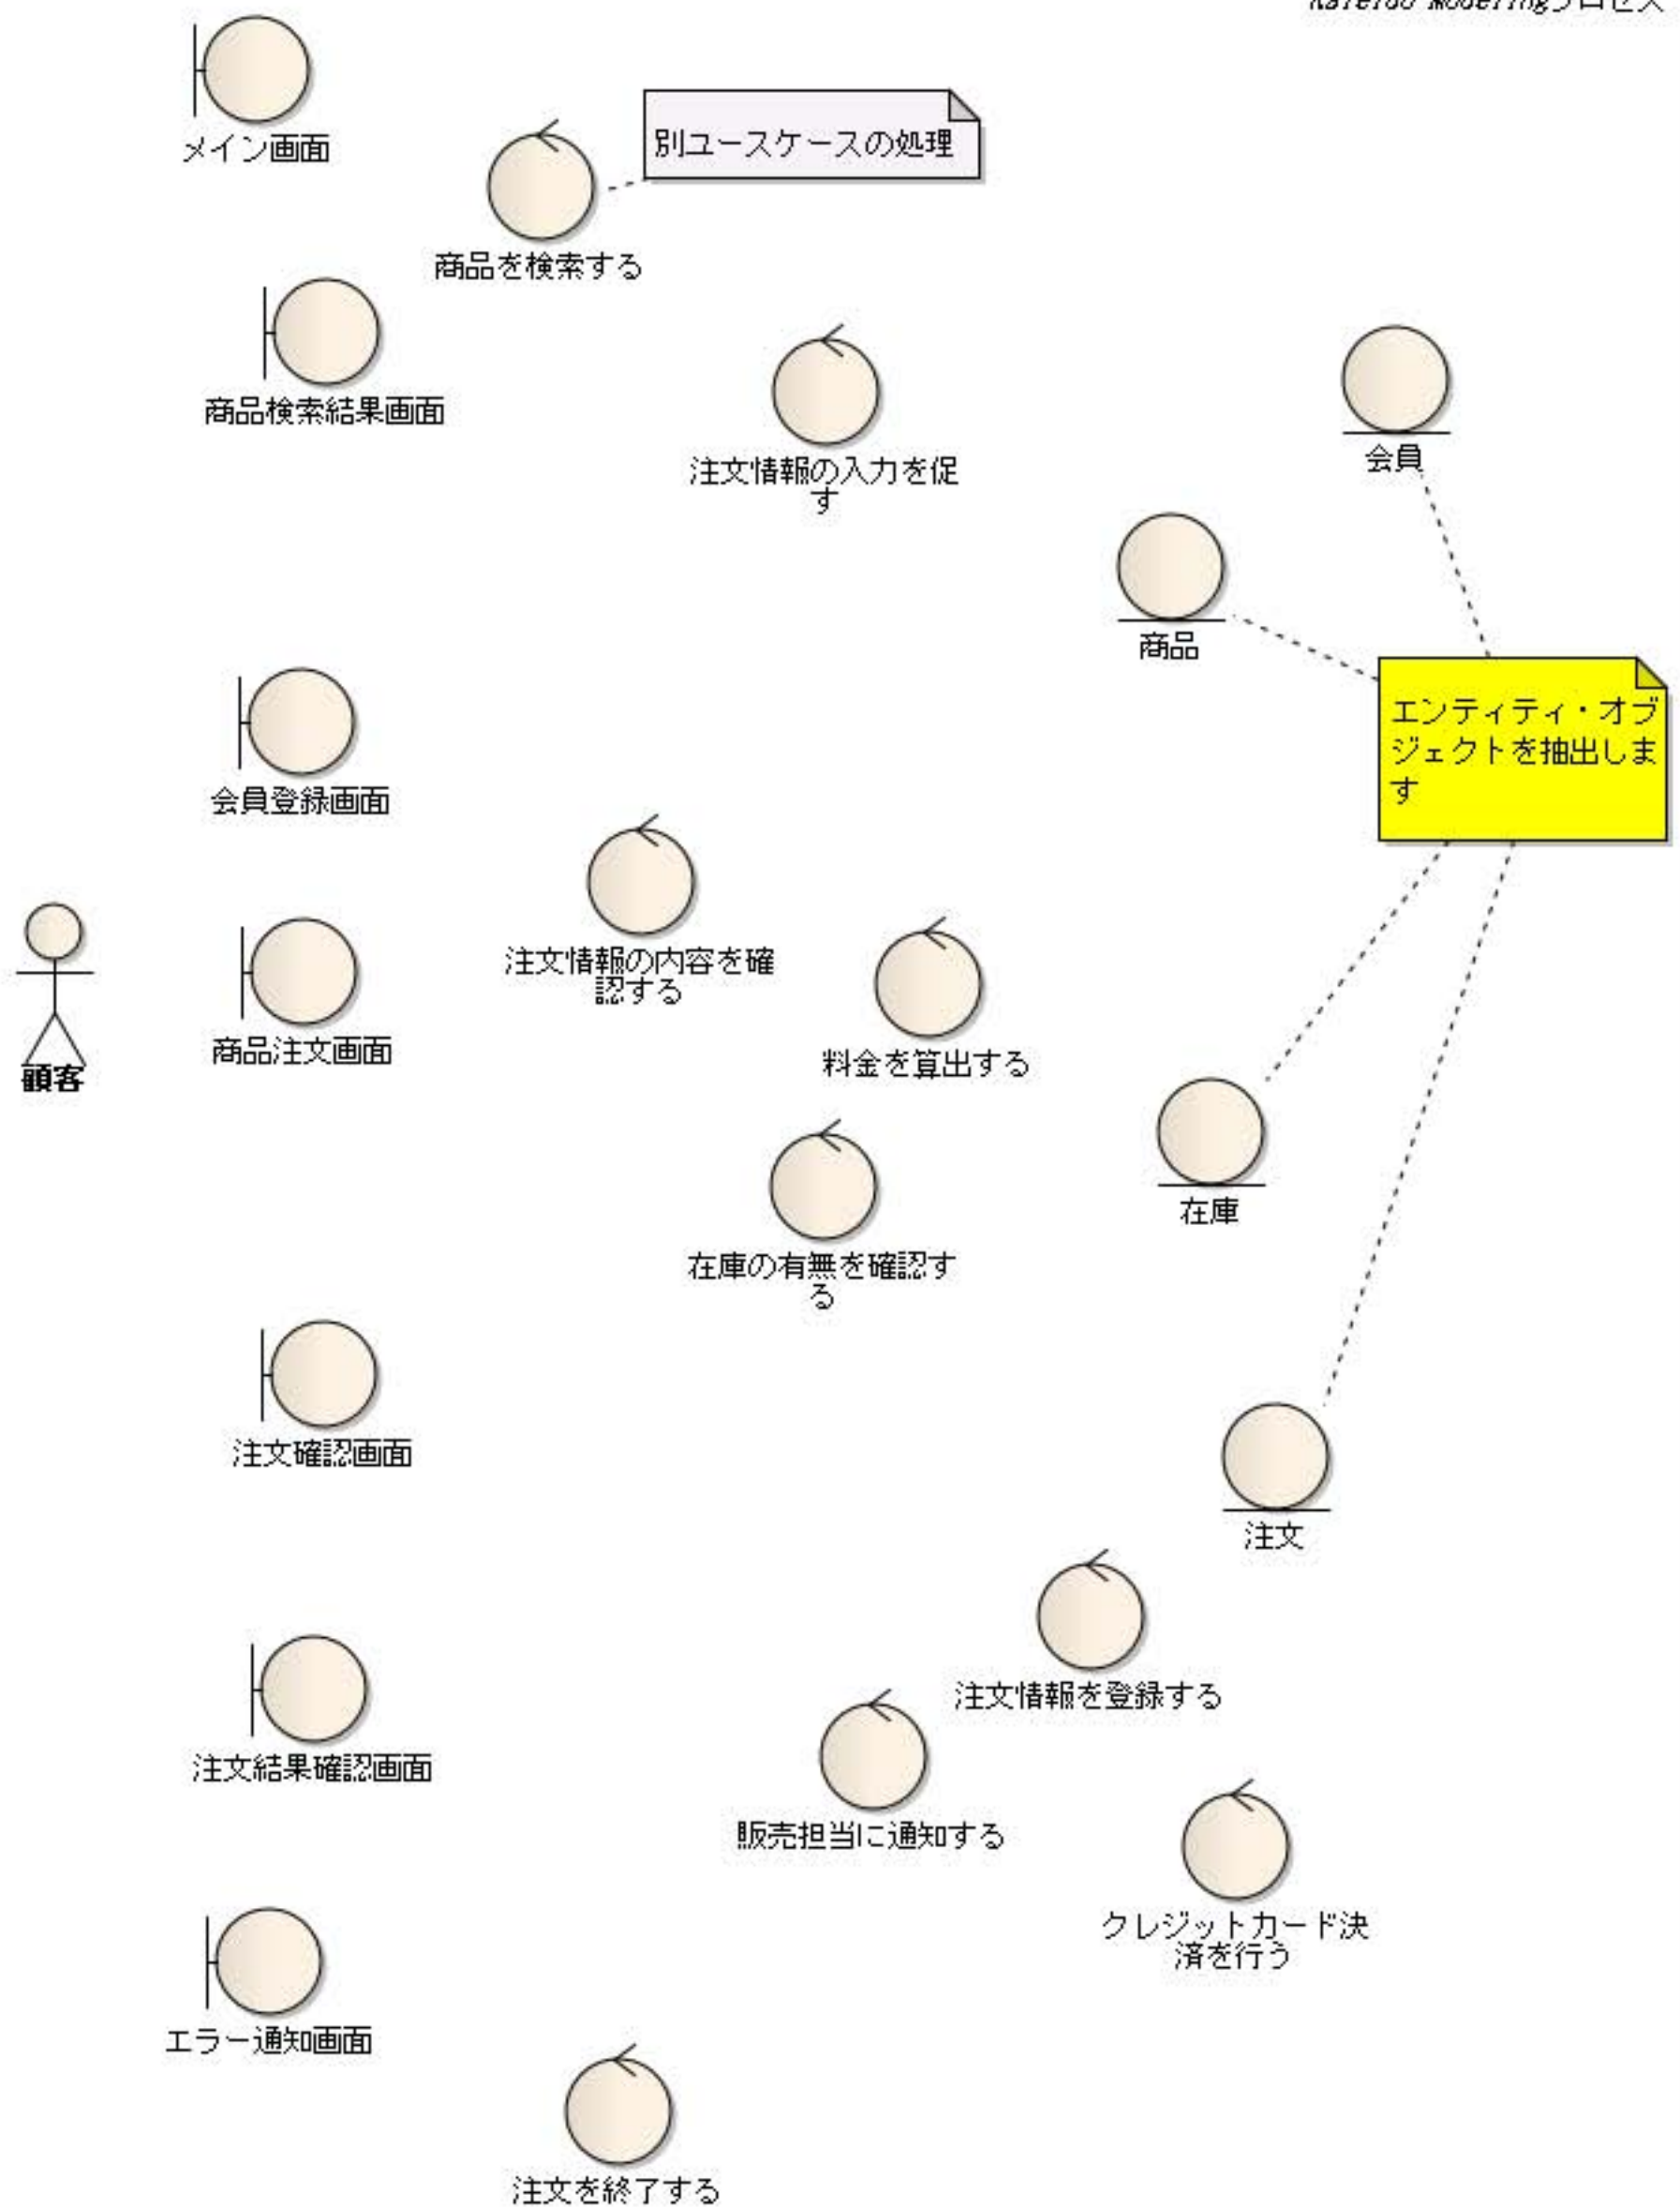 メイン画面
別ユースケースの処理
商品を検索する
商品検索結果画面
注文情報の入力を促
す
会員
商品
エンティティ・オブ
ジェクトを抽出しま
す
会員登録画面
注文情報の内容を確
認する
顧客
商品注文画面
料金を算出する
在庫
在庫の有無を確認す
る
注文確認画面
注文
注文情報を登録する
注文結果確認画面
販売担当に通知する
クレジットカード決
済を行う
エラー通知画面
注文を終了する